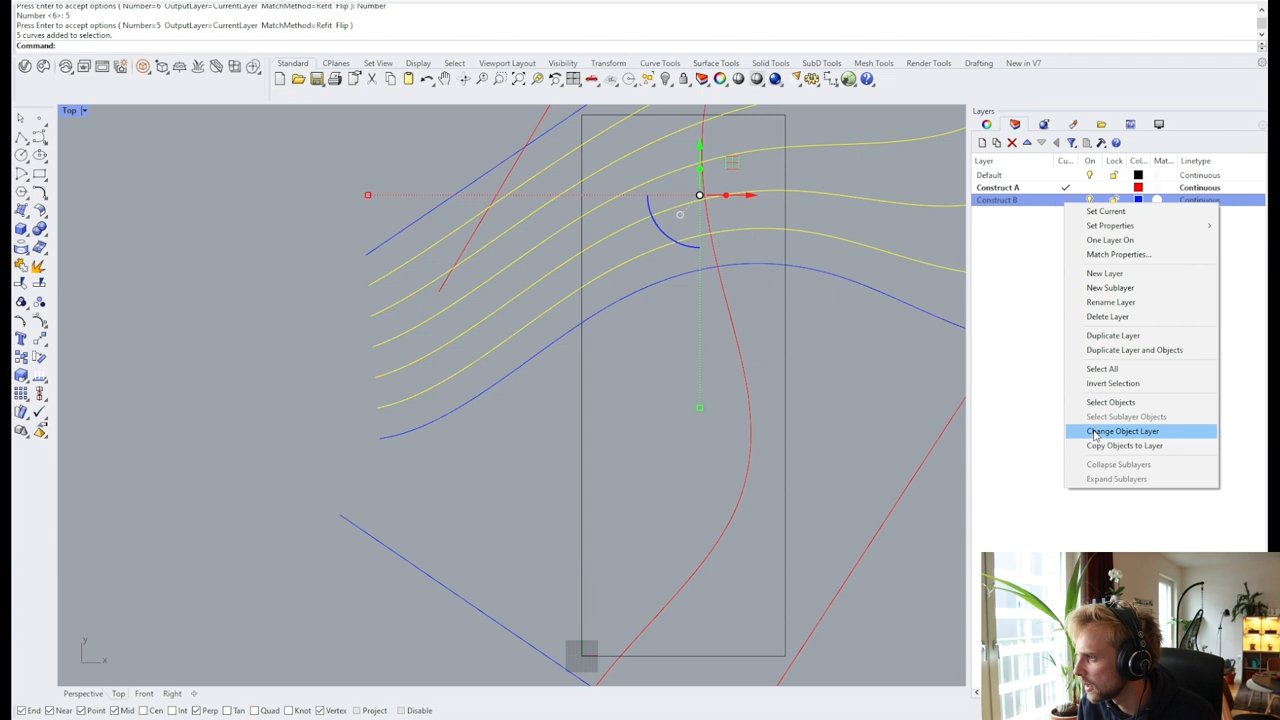 Press Enter to accept options ( Number=6 OutputLayer=CurrentLayer MatchMethod=Refit Flip ): Number
Number <6>: 5
Press Enter to accept options ( Number=5 OutputLayer=CurrentLayer MatchMethod=Refit Flip )
5 curves added to selection.
Command:
Standard CPlanes Set View Display Select Viewport Layout Visibility Transform Curve Tools Surface Tools Solid Tools SubD Tools Mesh Tools Render Tools Drafting New in V7
Top
Layers
Layer Cu... On Lock Col... Mat... Linetype
Default Continuous
Construct A Continuous
Construct B Continuous
Set Current
Set Properties
One Layer On
Match Properties...
New Layer
New Sublayer
Rename Layer
Delete Layer
Duplicate Layer
Duplicate Layer and Objects
Select All
Invert Selection
Select Objects
Select Sublayer Objects
Change Object Layer
Copy Objects to Layer
Collapse Sublayers
Expand Sublayers
y
x
Perspective Top Front Right
End Near Point Mid Cen Int Perp Tan Quad Knot Vertex Project Disable